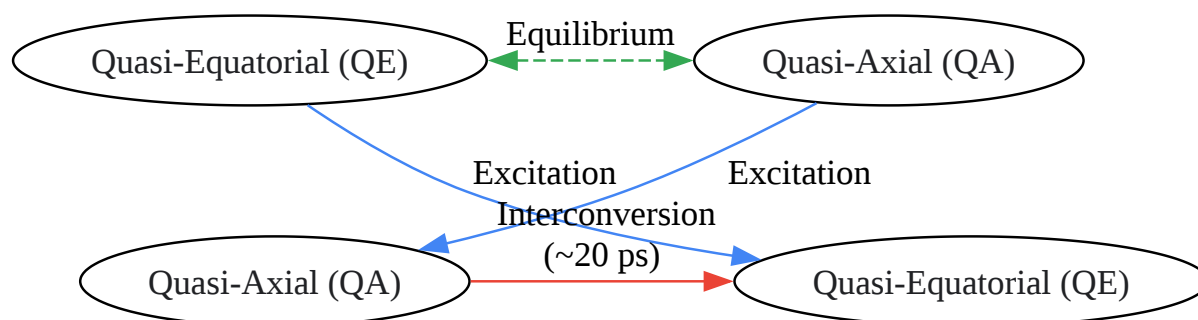 Equilibrium
Quasi-Equatorial (QE)
Quasi-Axial (QA)
Excitation
Excitation
Interconversion
(~20 ps)
Quasi-Axial (QA)
Quasi-Equatorial (QE)